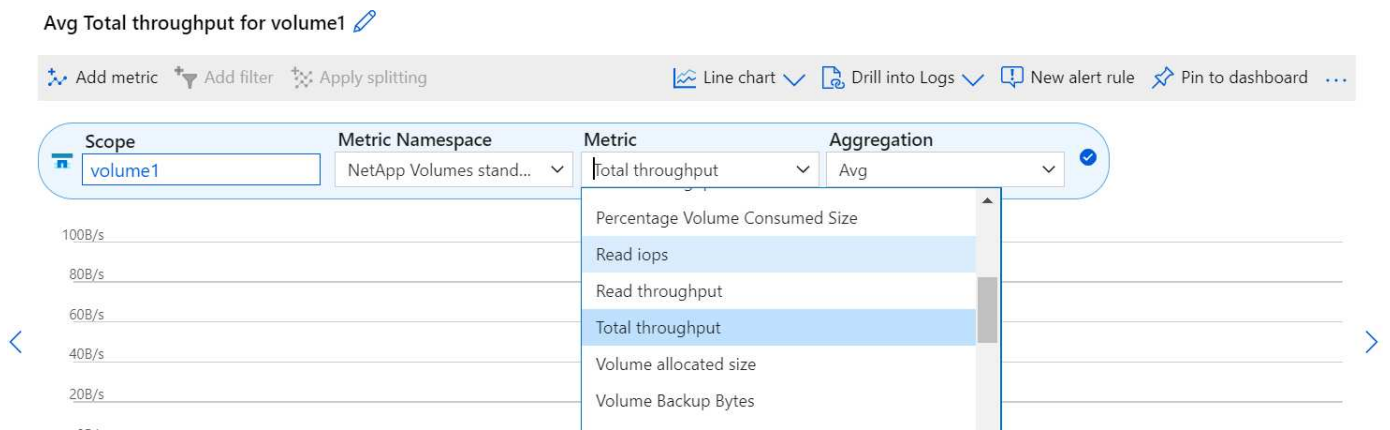 Avg Total throughput for volume1
Add metric Add filter Apply splitting Line chart Drill into Logs New alert rule Pin to dashboard ...
Scope Metric Namespace Metric Aggregation
volume1 NetApp Volumes stand... Total throughput Avg
Percentage Volume Consumed Size
100B/s
Read iops
80B/s
Read throughput
60B/s
Total throughput
40B/s
Volume allocated size
20B/s
Volume Backup Bytes